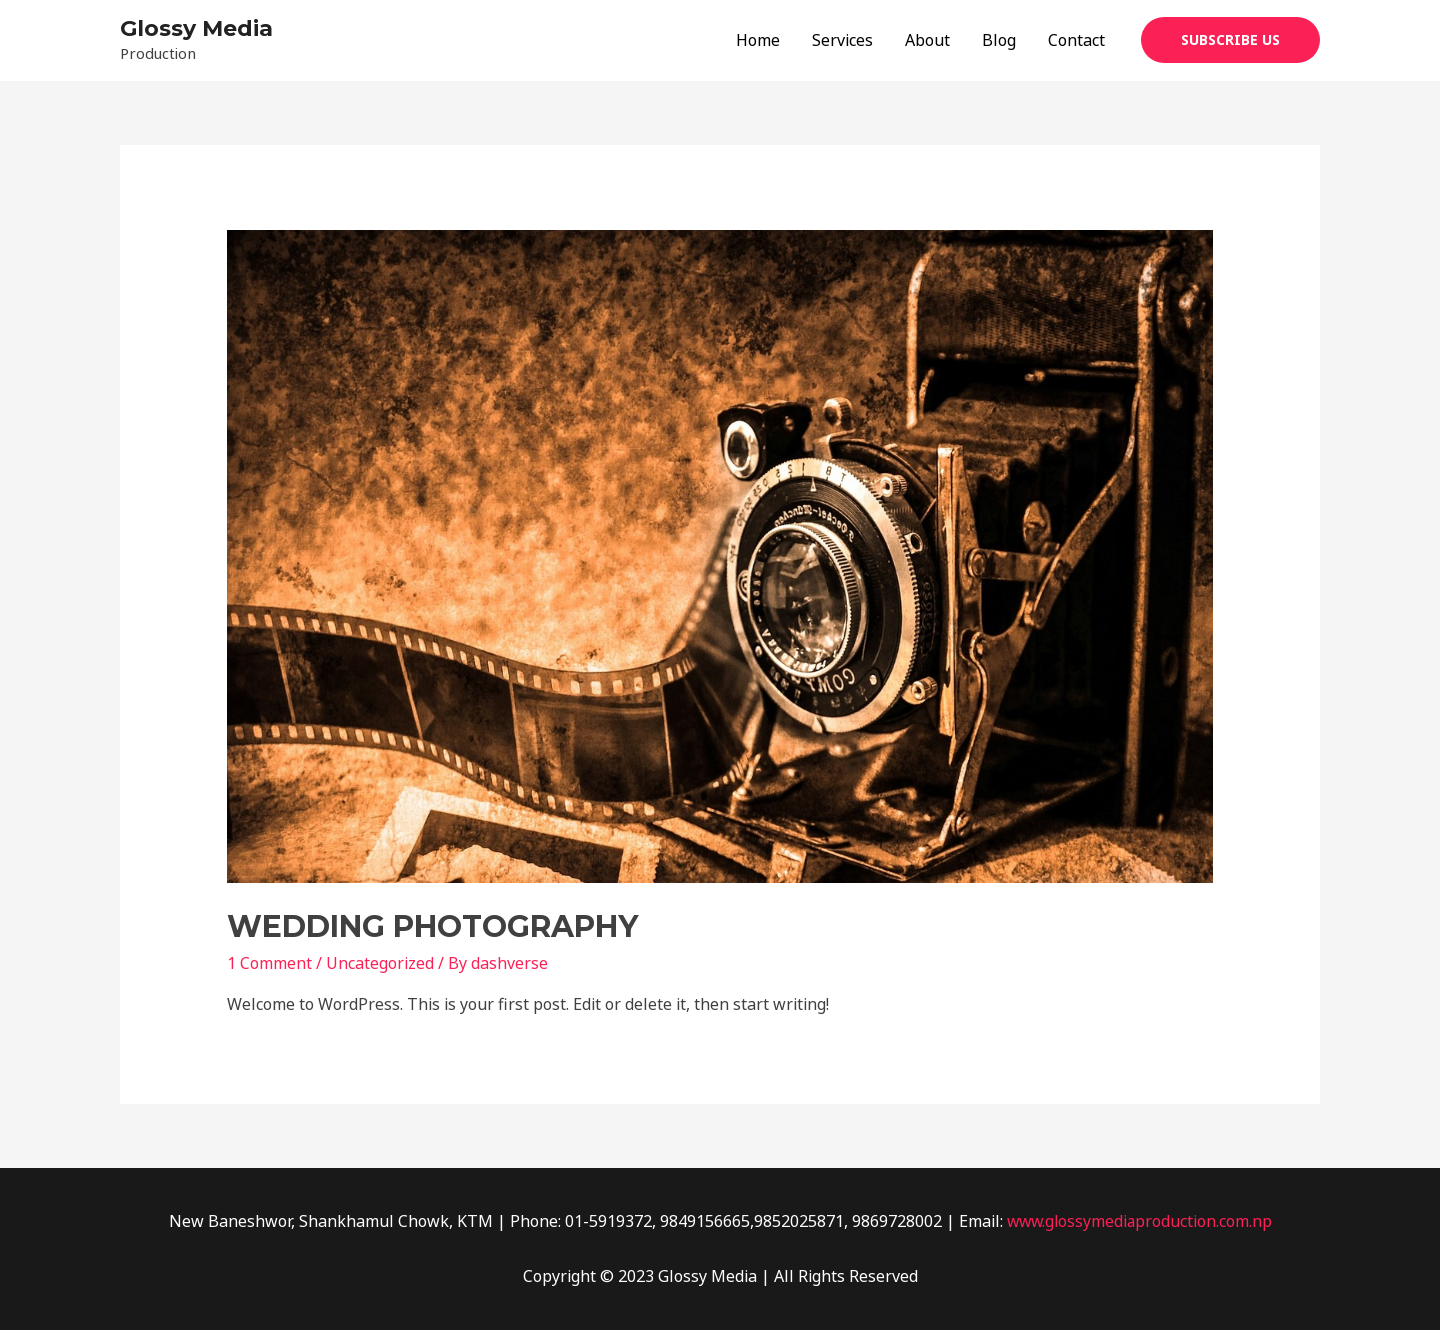 Glossy Media
Production
Home Services About Blog Contact SUBSCRIBE US
WEDDING PHOTOGRAPHY
1 Comment / Uncategorized / By dashverse
Welcome to WordPress. This is your first post. Edit or delete it, then start writing!
New Baneshwor, Shankhamul Chowk, KTM | Phone: 01-5919372, 9849156665,9852025871, 9869728002 | Email: www.glossymediaproduction.com.np
Copyright © 2023 Glossy Media | All Rights Reserved